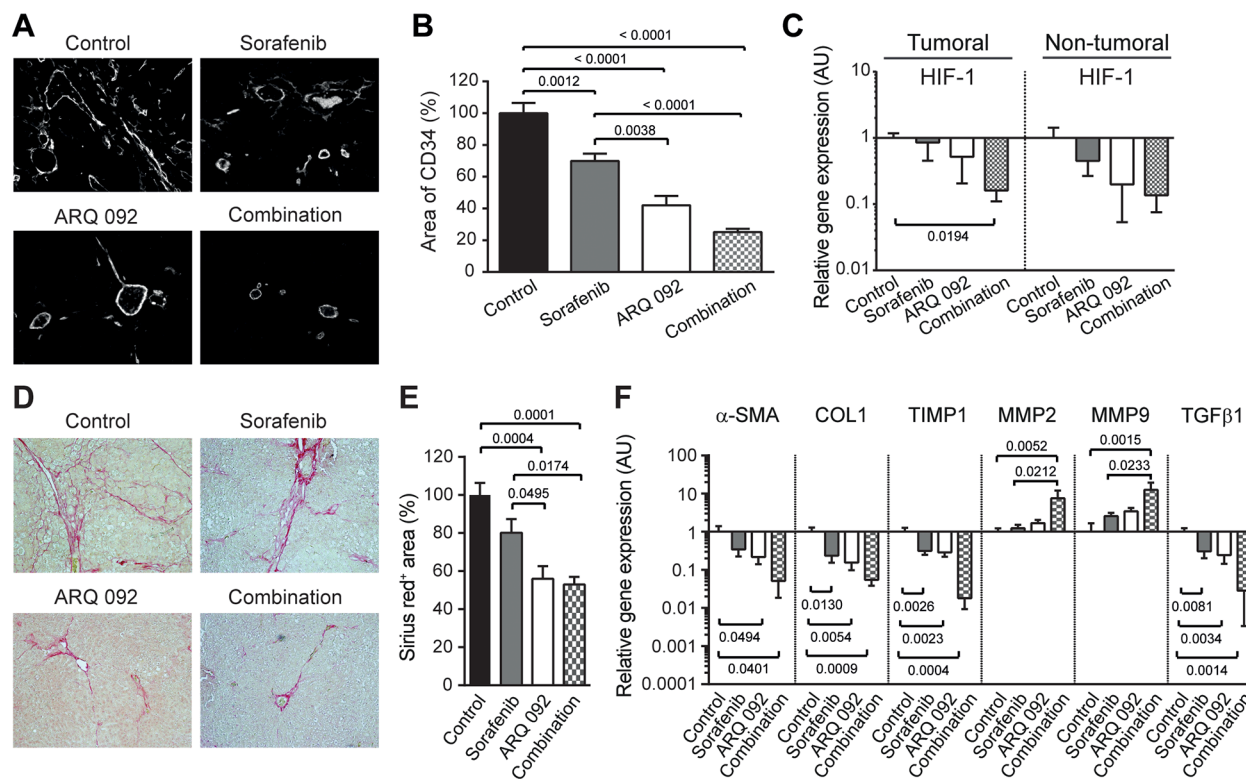 A
Control
Sorafenib
ARQ 092
Combination
B
< 0.0001
< 0.0001
0.0012
< 0.0001
0.0038
Area of CD34 (%)
120
100
80
60
40
20
0
Control
Sorafenib
ARQ 092
Combination
C
Tumoral
Non-tumoral
HIF-1
HIF-1
Relative gene expression (AU)
10
1
0.1
0.01
0.0194
Control
Sorafenib
ARQ 092
Combination
Control
Sorafenib
ARQ 092
Combination
D
Control
Sorafenib
ARQ 092
Combination
E
0.0001
0.0004
0.0174
0.0495
Sirius red+ area (%)
120
100
80
60
40
20
0
Control
Sorafenib
ARQ 092
Combination
F
α-SMA
COL1
TIMP1
MMP2
MMP9
TGFβ1
Relative gene expression (AU)
100
10
1
0.1
0.01
0.001
0.0001
0.0494
0.0401
0.0130
0.0054
0.0009
0.0026
0.0023
0.0004
0.0052
0.0212
0.0015
0.0233
0.0081
0.0034
0.0014
Control
Sorafenib
ARQ 092
Combination
Control
Sorafenib
ARQ 092
Combination
Control
Sorafenib
ARQ 092
Combination
Control
Sorafenib
ARQ 092
Combination
Control
Sorafenib
ARQ 092
Combination
Control
Sorafenib
ARQ 092
Combination